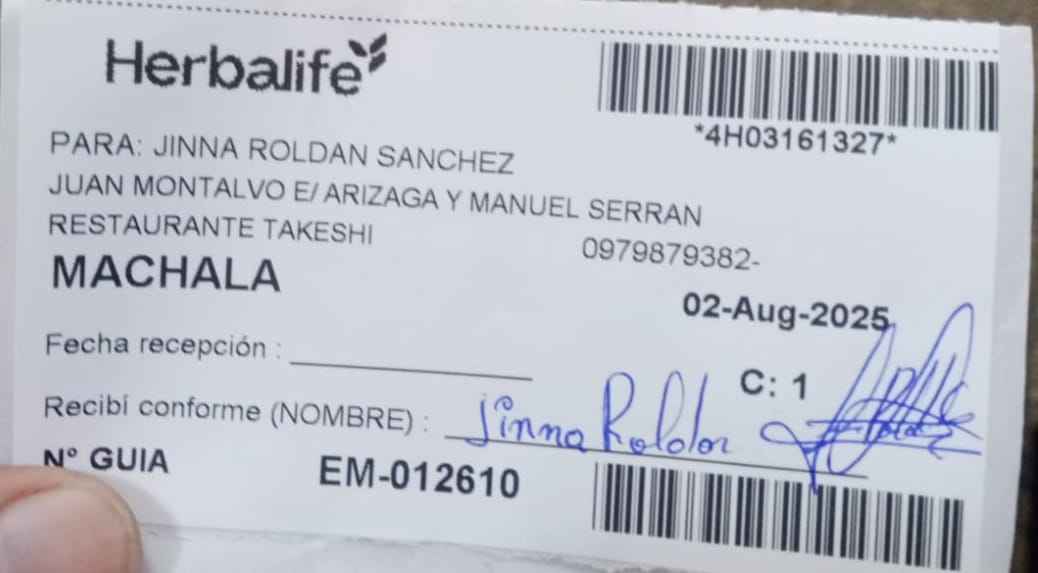 Herbalife
*4H03161327*
PARA: JINNA ROLDAN SANCHEZ
JUAN MONTALVO E/ ARIZAGA Y MANUEL SERRAN
RESTAURANTE TAKESHI 0979879382-
MACHALA
02-Aug-2025
Fecha recepción :
C: 1
Recibí conforme (NOMBRE) : Jinna Roldan
N° GUIA EM-012610